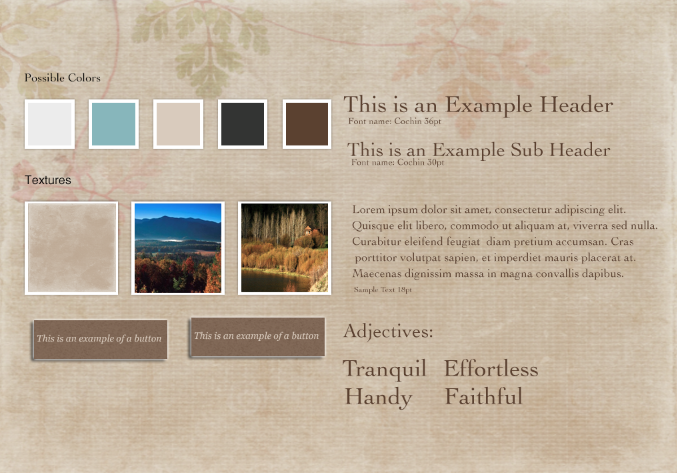 Possible Colors
This is an Example Header
Font name: Cochin 36pt
This is an Example Sub Header
Font name: Cochin 30pt
Textures
Lorem ipsum dolor sit amet, consectetur adipiscing elit.
Quisque elit libero, commodo ut aliquam at, viverra sed nulla.
Curabitur eleifend feugiat diam pretium accumsan. Cras
porttitor volutpat sapien, et imperdiet mauris placerat at.
Maecenas dignissim massa in magna convallis dapibus.
Sample Text 18pt
This is an example of a button
This is an example of a button
Adjectives:
Tranquil Effortless
Handy Faithful